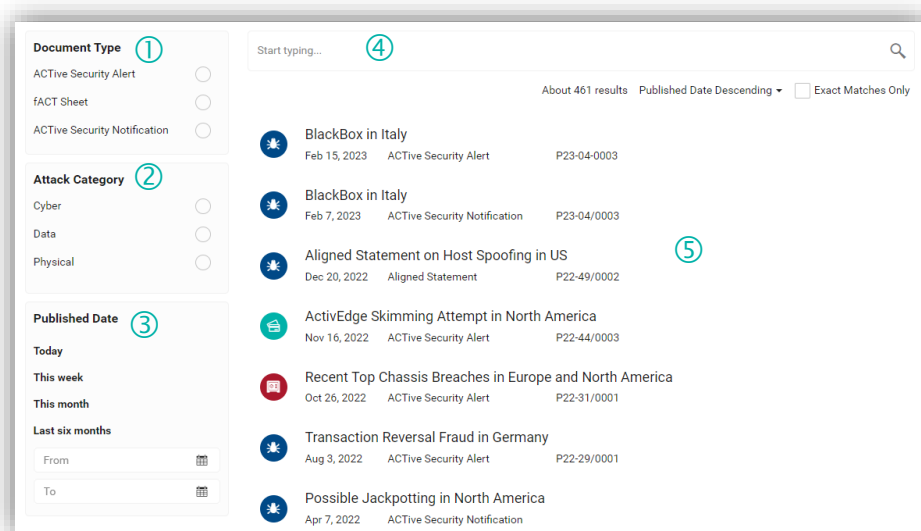 Document Type ①
ACTive Security Alert
fACT Sheet
ACTive Security Notification
Attack Category ②
Cyber
Data
Physical
Published Date ③
Today
This week
This month
Last six months
From
To
Start typing... ④
About 461 results Published Date Descending Exact Matches Only
BlackBox in Italy
Feb 15, 2023 ACTive Security Alert P23-04-0003
BlackBox in Italy
Feb 7, 2023 ACTive Security Notification P23-04/0003
Aligned Statement on Host Spoofing in US
⑤
Dec 20, 2022 Aligned Statement P22-49/0002
ActivEdge Skimming Attempt in North America
Nov 16, 2022 ACTive Security Alert P22-44/0003
Recent Top Chassis Breaches in Europe and North America
Oct 26, 2022 ACTive Security Alert P22-31/0001
Transaction Reversal Fraud in Germany
Aug 3, 2022 ACTive Security Alert P22-29/0001
Possible Jackpotting in North America
Apr 7, 2022 ACTive Security Notification